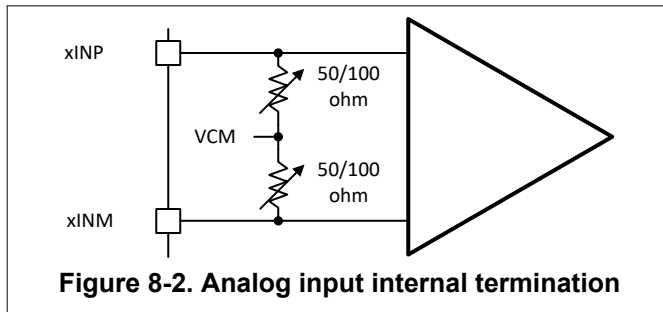 xINP
50/100
ohm
VCM
50/100
ohm
xINM
Figure 8-2. Analog input internal termination